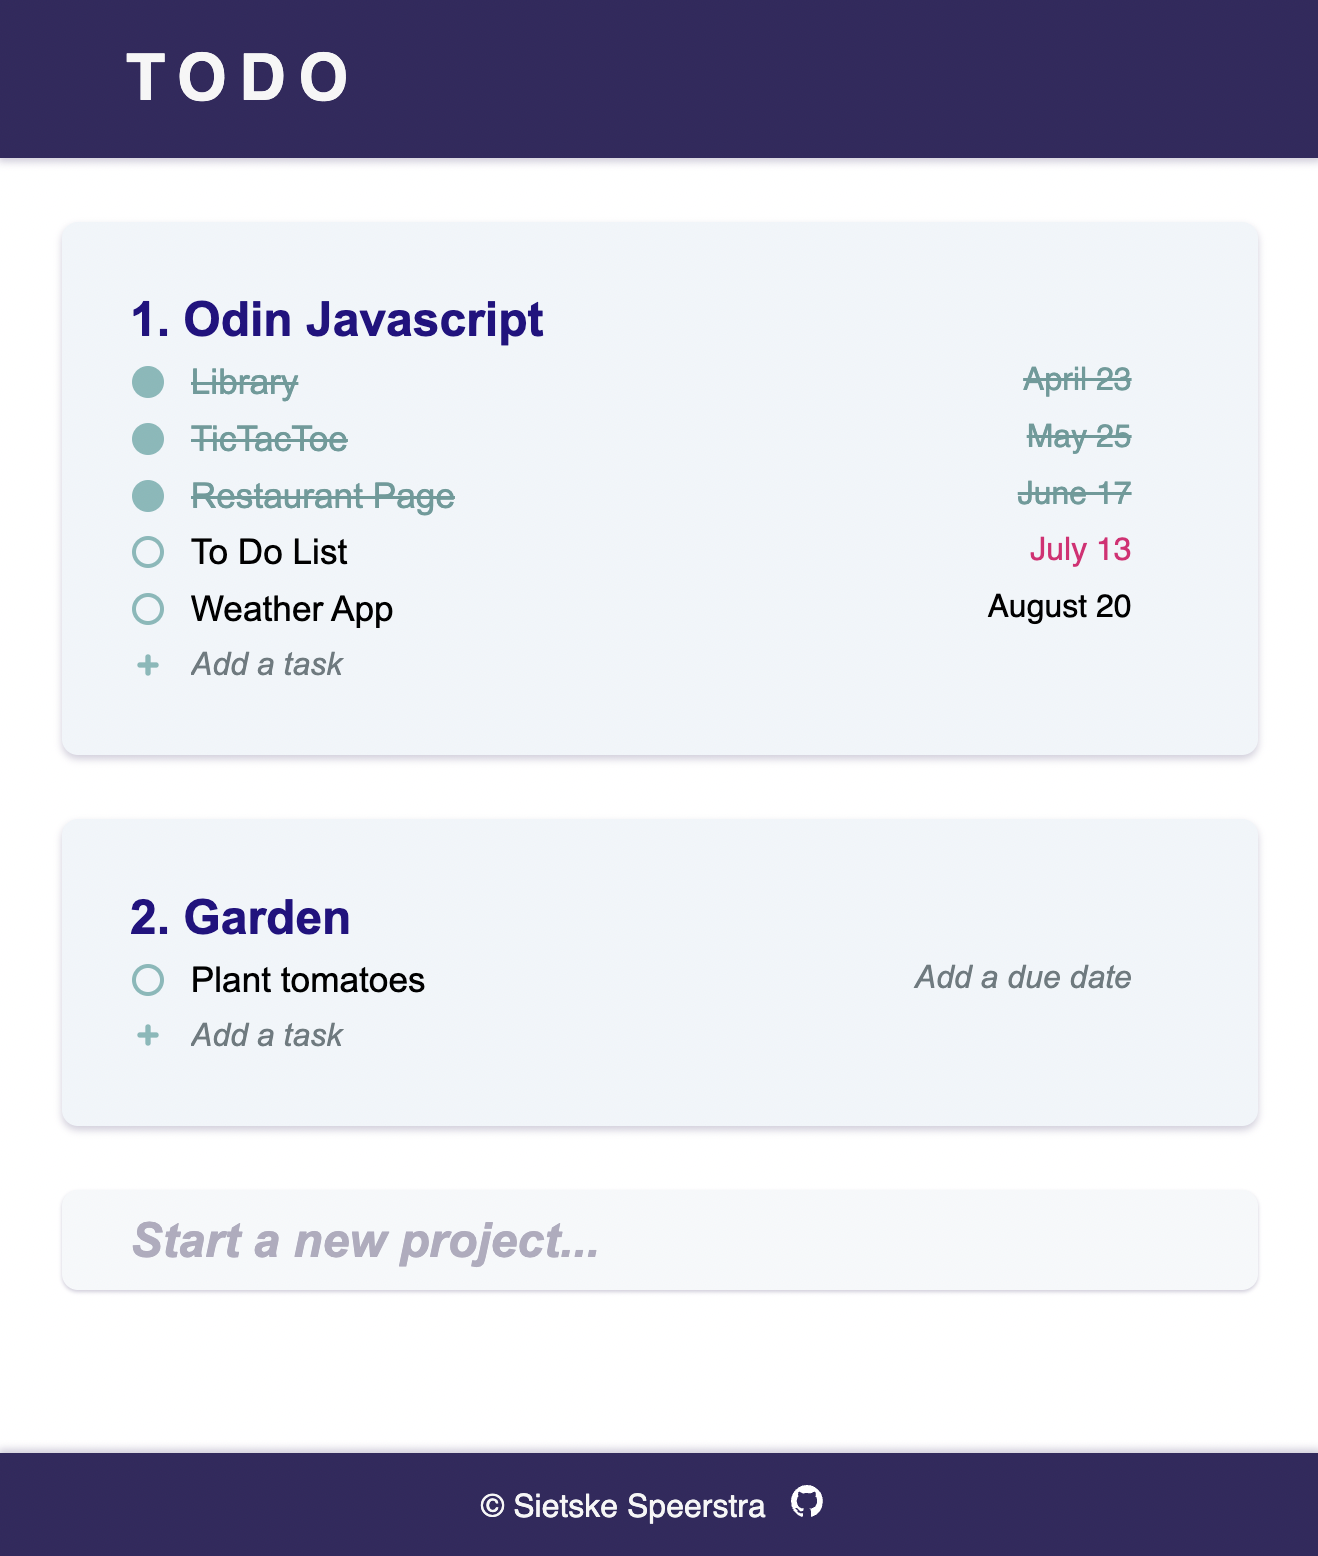 TODO
1. Odin Javascript
Library April 23
TicTacToe May 25
Restaurant Page June 17
To Do List July 13
Weather App August 20
+ Add a task
2. Garden
Plant tomatoes Add a due date
+ Add a task
Start a new project...
© Sietske Speerstra